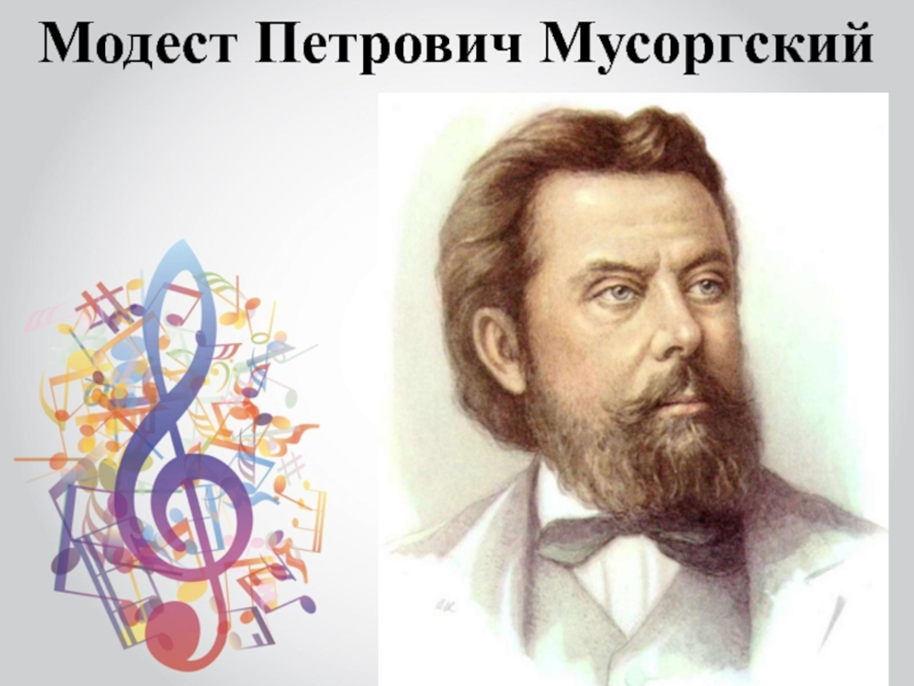 Модест Петрович Мусоргский